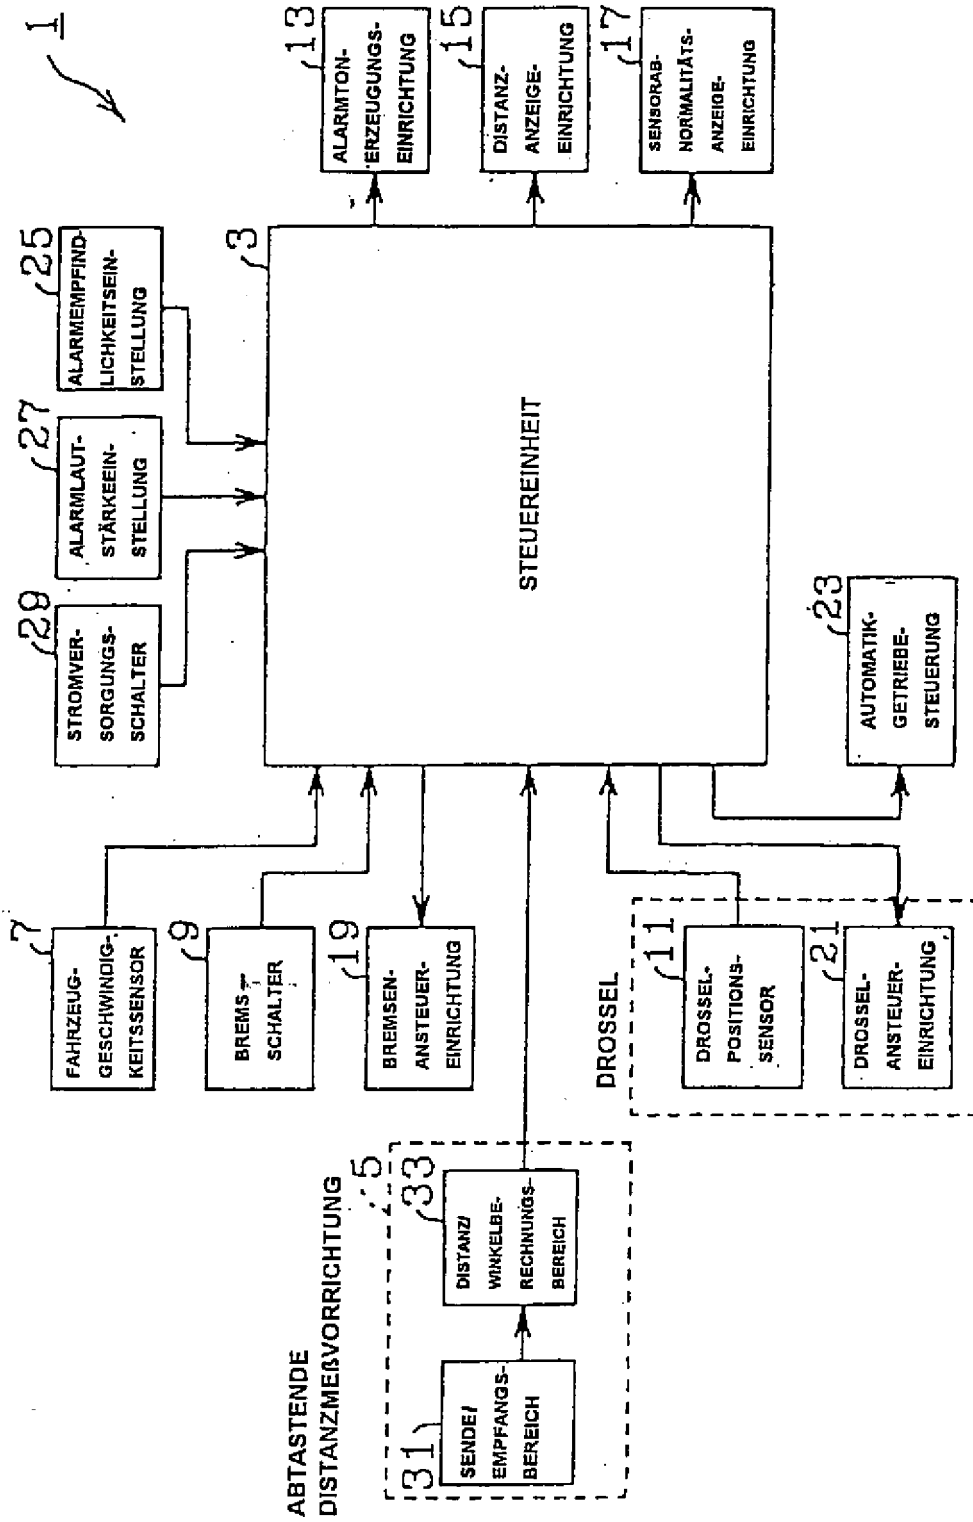 1
ABTASTENDE
DISTANZMEßVORRICHTUNG
5
31
SENDE/
EMPFANGS-
BEREICH
33
DISTANZ/
WINKELBE-
RECHNUNGS-
BEREICH
7
FAHRZEUG-
GESCHWINDIG-
KEITSSENSOR
9
BREMS-
SCHALTER
19
BREMSEN-
ANSTEUER-
EINRICHTUNG
DROSSEL
11
DROSSEL-
POSITIONS-
SENSOR
21
DROSSEL-
ANSTEUER-
EINRICHTUNG
29
STROMVER-
SORGUNGS-
SCHALTER
27
ALARMLAUT-
STÄRKEEIN-
STELLUNG
25
ALARMEMPFIND-
LICHKEITSEIN-
STELLUNG
3
STEUEREINHEIT
23
AUTOMATIK-
GETRIEBE-
STEUERUNG
13
ALARMTON-
ERZEUGUNGS-
EINRICHTUNG
15
DISTANZ-
ANZEIGE-
EINRICHTUNG
17
SENSORAB-
NORMALITÄTS-
ANZEIGE-
EINRICHTUNG